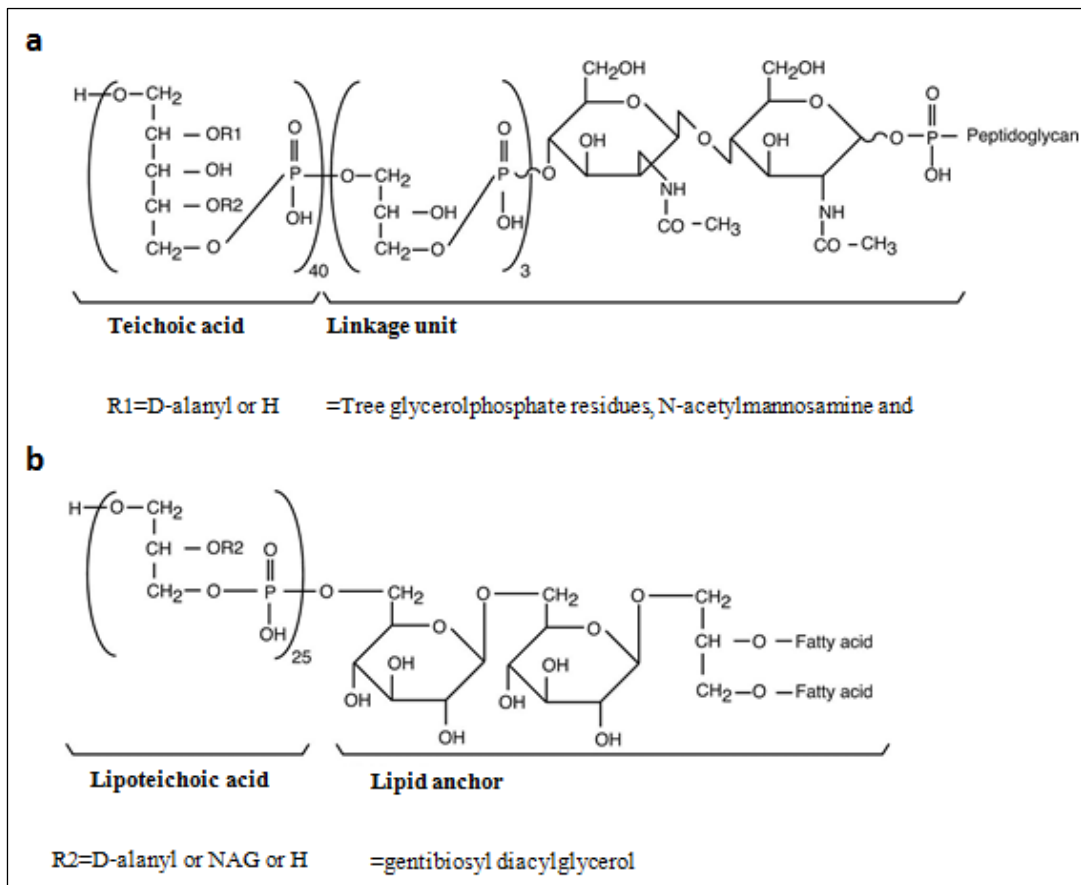 a
CH2OH CH2OH
H—O—CH2 O O O
CH —OR1 O O OH O OH O—P— Peptidoglycan
CH —OH P—O—CH2 P O OH
CH —OR2 OH CH —OH OH NH NH
CH2—O CH2—O CO —CH3 CO —CH3
40 3
Teichoic acid Linkage unit
R1=D-alanyl or H =Tree glycerolphosphate residues, N-acetylmannosamine and
b
H—O—CH2
CH —OR2 O O—CH2 O—CH2
CH2—O—P—O—CH2 O O CH —O —Fatty acid
OH OH OH CH2—O —Fatty acid
25
OH OH
OH OH
Lipoteichoic acid Lipid anchor
R2=D-alanyl or NAG or H =gentibiosyl diacylglycerol